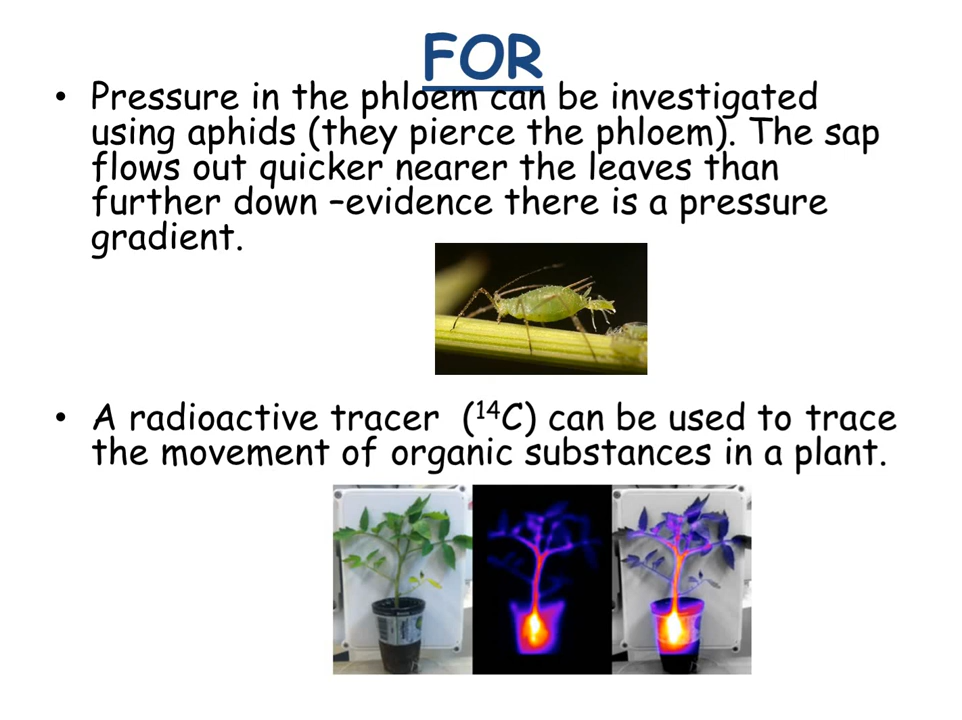 FOR
• Pressure in the phloem can be investigated
using aphids (they pierce the phloem). The sap
flows out quicker nearer the leaves than
further down –evidence there is a pressure
gradient.
• A radioactive tracer (¹⁴C) can be used to trace
the movement of organic substances in a plant.